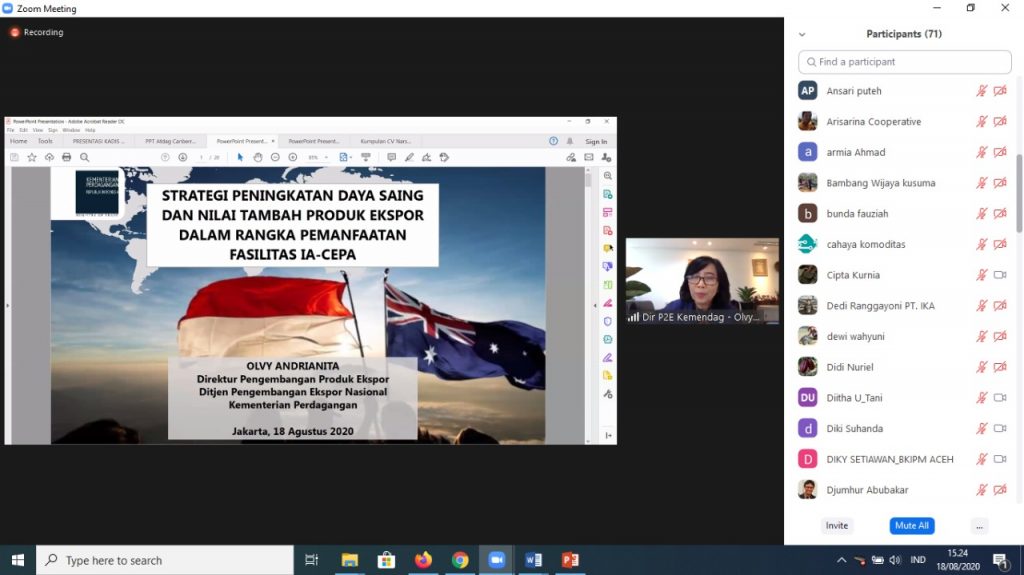 Zoom Meeting
Recording
PowerPoint Presentation - Adobe Acrobat Reader DC
File Edit View Sign Window Help
Home Tools PRESENTASI KADIS ... PPT Atdag Canberr... PowerPoint Present... PowerPoint Present... Kumpulan CV Nars... Sign In
KEMENTERIAN
PERDAGANGAN
REPUBLIK INDONESIA
STRATEGI PENINGKATAN DAYA SAING
DAN NILAI TAMBAH PRODUK EKSPOR
DALAM RANGKA PEMANFAATAN
FASILITAS IA-CEPA
OLVY ANDRIANITA
Direktur Pengembangan Produk Ekspor
Ditjen Pengembangan Ekspor Nasional
Kementerian Perdagangan
Jakarta, 18 Agustus 2020
Dir P2E Kemendag - Olvy...
Participants (71)
Find a participant
AP Ansari puteh
Arisarina Cooperative
a armia Ahmad
Bambang Wijaya kusuma
b bunda fauziah
cahaya komoditas
Cipta Kurnia
Dedi Ranggayoni PT. IKA
dewi wahyuni
Didi Nuriel
DU Diitha U_Tani
d Diki Suhanda
D DIKY SETIAWAN_BKIPM ACEH
Djumhur Abubakar
Invite Mute All ...
Type here to search
IND
15.24
18/08/2020
1